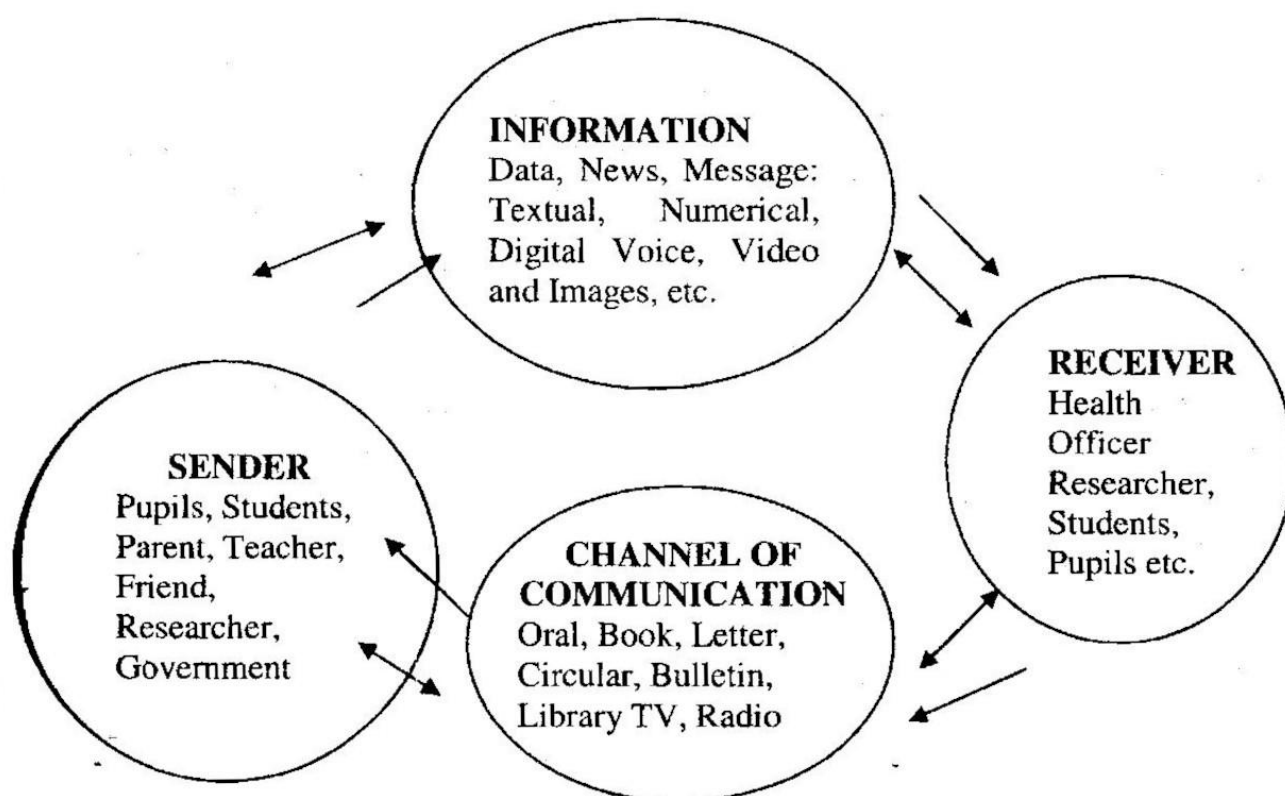 INFORMATION
Data, News, Message:
Textual, Numerical,
Digital Voice, Video
and Images, etc.
RECEIVER
Health
Officer
Researcher,
Students,
Pupils etc.
SENDER
Pupils, Students,
Parent, Teacher,
Friend,
Researcher,
Government
CHANNEL OF
COMMUNICATION
Oral, Book, Letter,
Circular, Bulletin,
Library TV, Radio